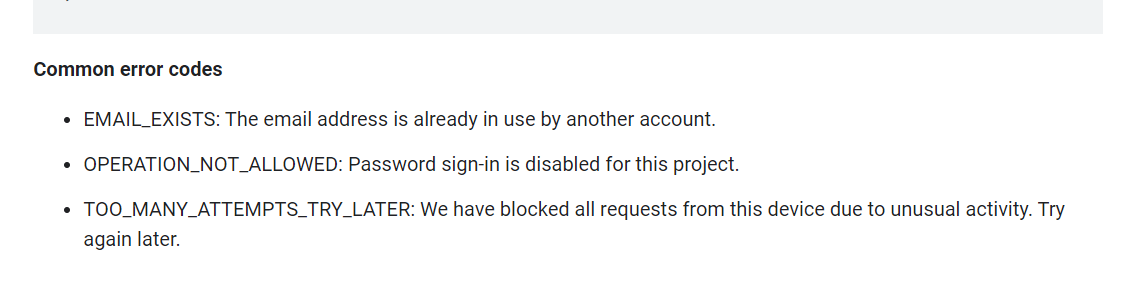 Common error codes
• EMAIL_EXISTS: The email address is already in use by another account.
• OPERATION_NOT_ALLOWED: Password sign-in is disabled for this project.
• TOO_MANY_ATTEMPTS_TRY_LATER: We have blocked all requests from this device due to unusual activity. Try
again later.